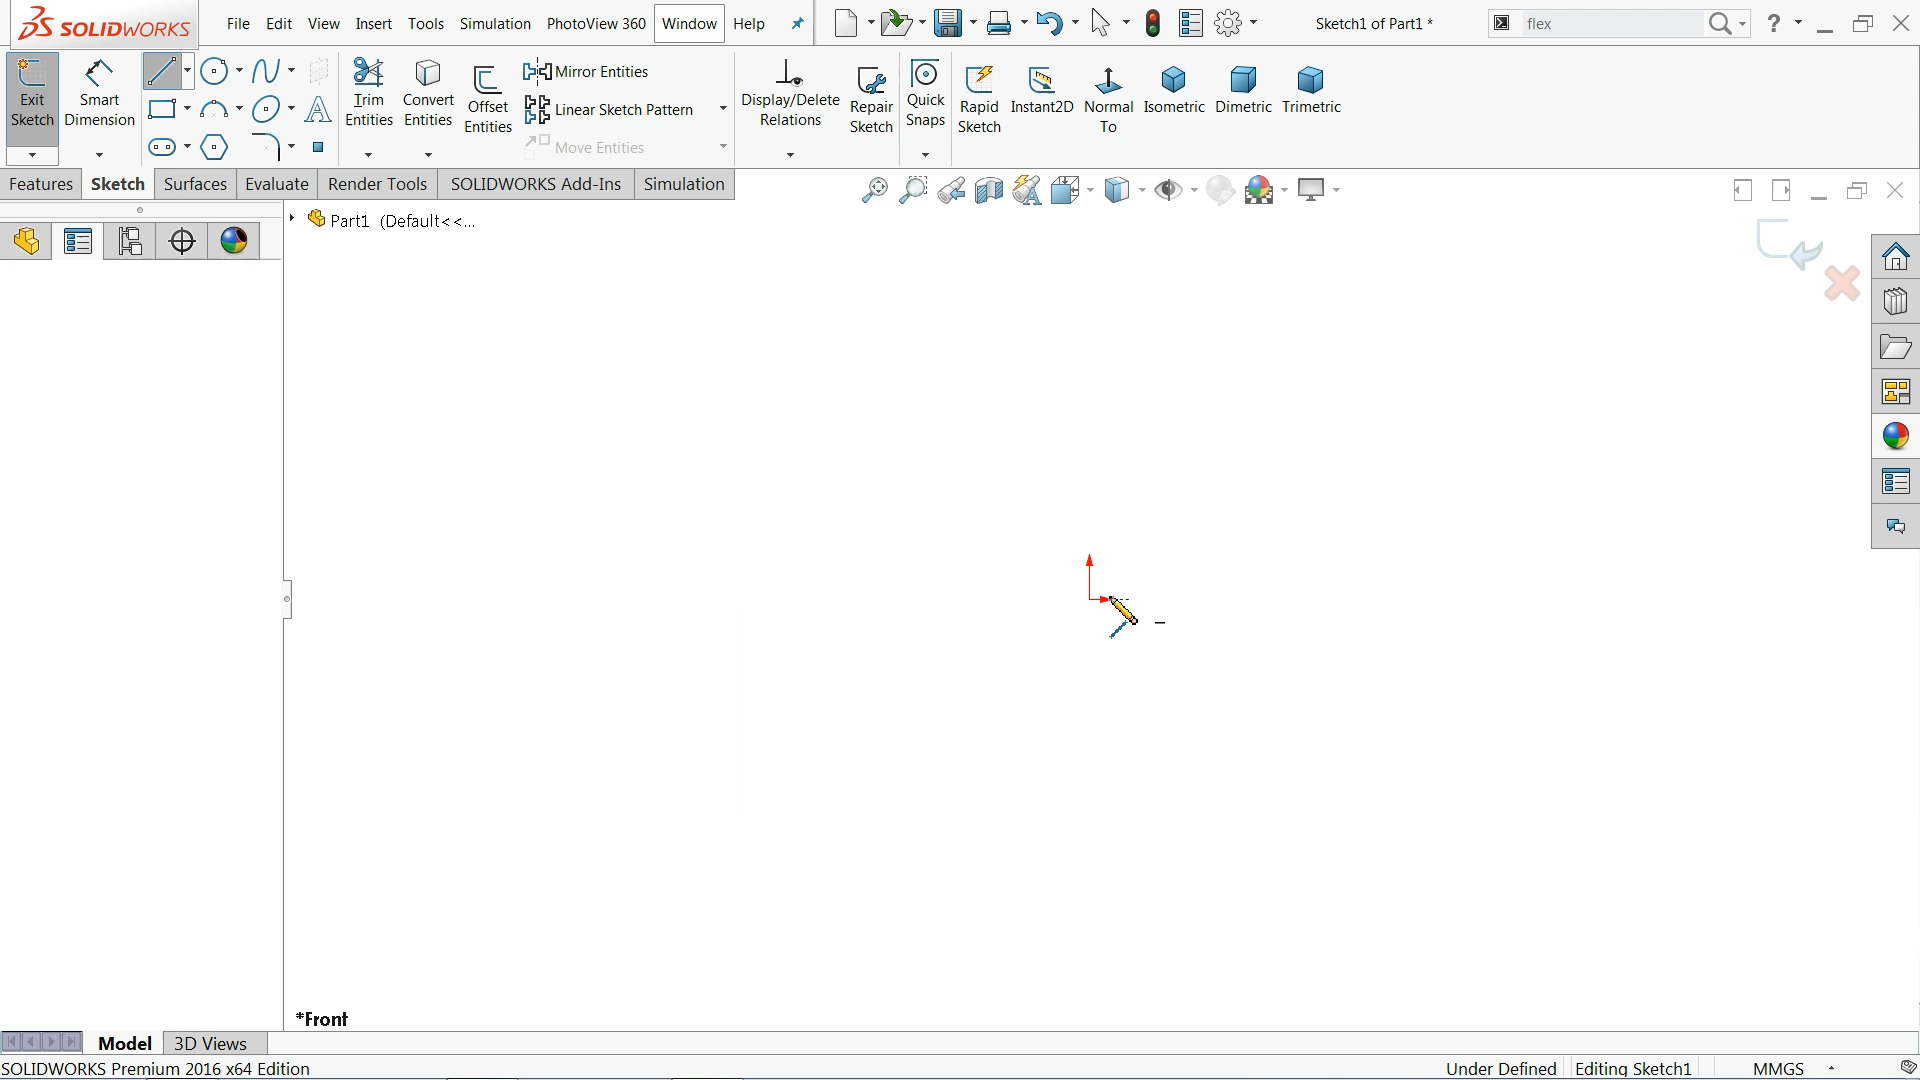 SOLIDWORKS
File Edit View Insert Tools Simulation PhotoView 360 Window Help
Sketch1 of Part1 *
flex
Exit Sketch
Smart Dimension
Trim Entities
Convert Entities
Offset Entities
Mirror Entities
Linear Sketch Pattern
Move Entities
Display/Delete Relations
Repair Sketch
Quick Snaps
Rapid Sketch
Instant2D
Normal To
Isometric
Dimetric
Trimetric
Features Sketch Surfaces Evaluate Render Tools SOLIDWORKS Add-Ins Simulation
Part1 (Default<<...
*Front
Model 3D Views
SOLIDWORKS Premium 2016 x64 Edition
Under Defined Editing Sketch1 MMGS